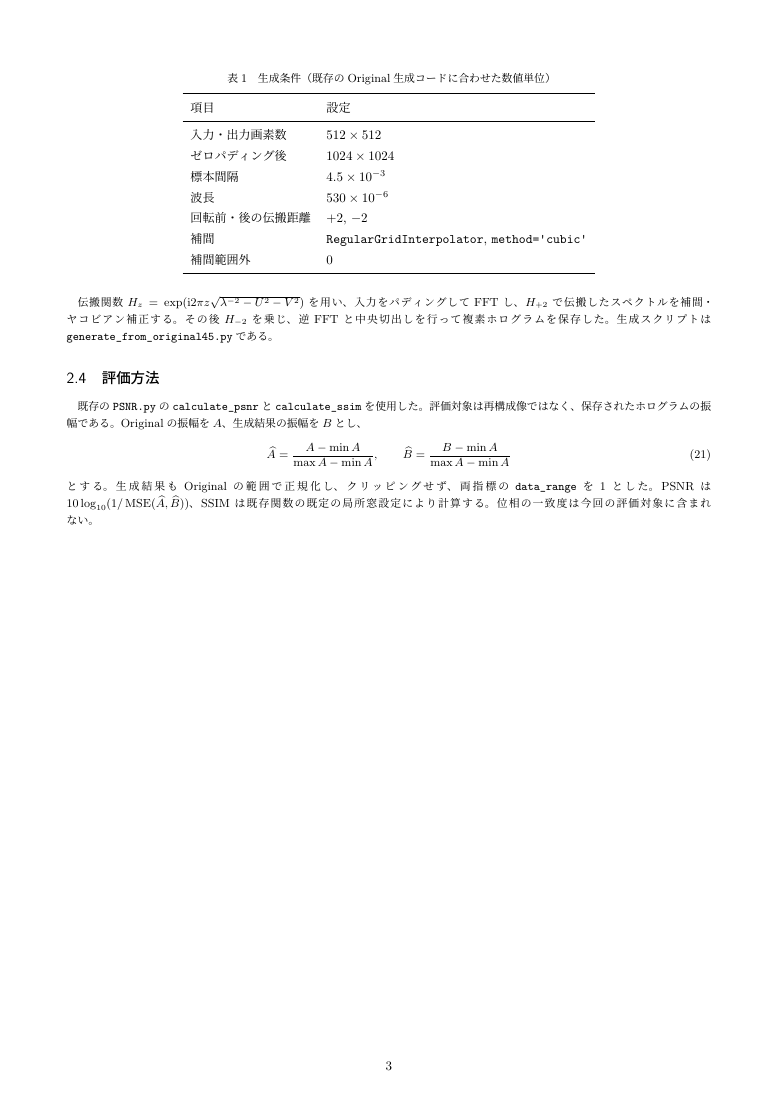 表 1　生成条件（既存の Original 生成コードに合わせた数値単位）
項目　設定
入力・出力画素数　512 × 512
ゼロパディング後　1024 × 1024
標本間隔　4.5 × 10⁻³
波長　530 × 10⁻⁶
回転前・後の伝搬距離　+2, −2
補間　RegularGridInterpolator, method='cubic'
補間範囲外　0
伝搬関数 H_z = exp(i2πz√(λ⁻² − U² − V²)) を用い、入力をパディングして FFT し、H₊₂ で伝搬したスペクトルを補間・
ヤコビアン補正する。その後 H₋₂ を乗じ、逆 FFT と中央切出しを行って複素ホログラムを保存した。生成スクリプトは
generate_from_original45.py である。
2.4　評価方法
既存の PSNR.py の calculate_psnr と calculate_ssim を使用した。評価対象は再構成像ではなく、保存されたホログラムの振
幅である。Original の振幅を A、生成結果の振幅を B とし、
Â = (A − min A)/(max A − min A),　B̂ = (B − min A)/(max A − min A)　(21)
とする。生成結果も Original の範囲で正規化し、クリッピングせず、両指標の data_range を 1 とした。PSNR は
10 log₁₀(1/ MSE(Â, B̂))、SSIM は既存関数の既定の局所窓設定により計算する。位相の一致度は今回の評価対象に含まれ
ない。
3